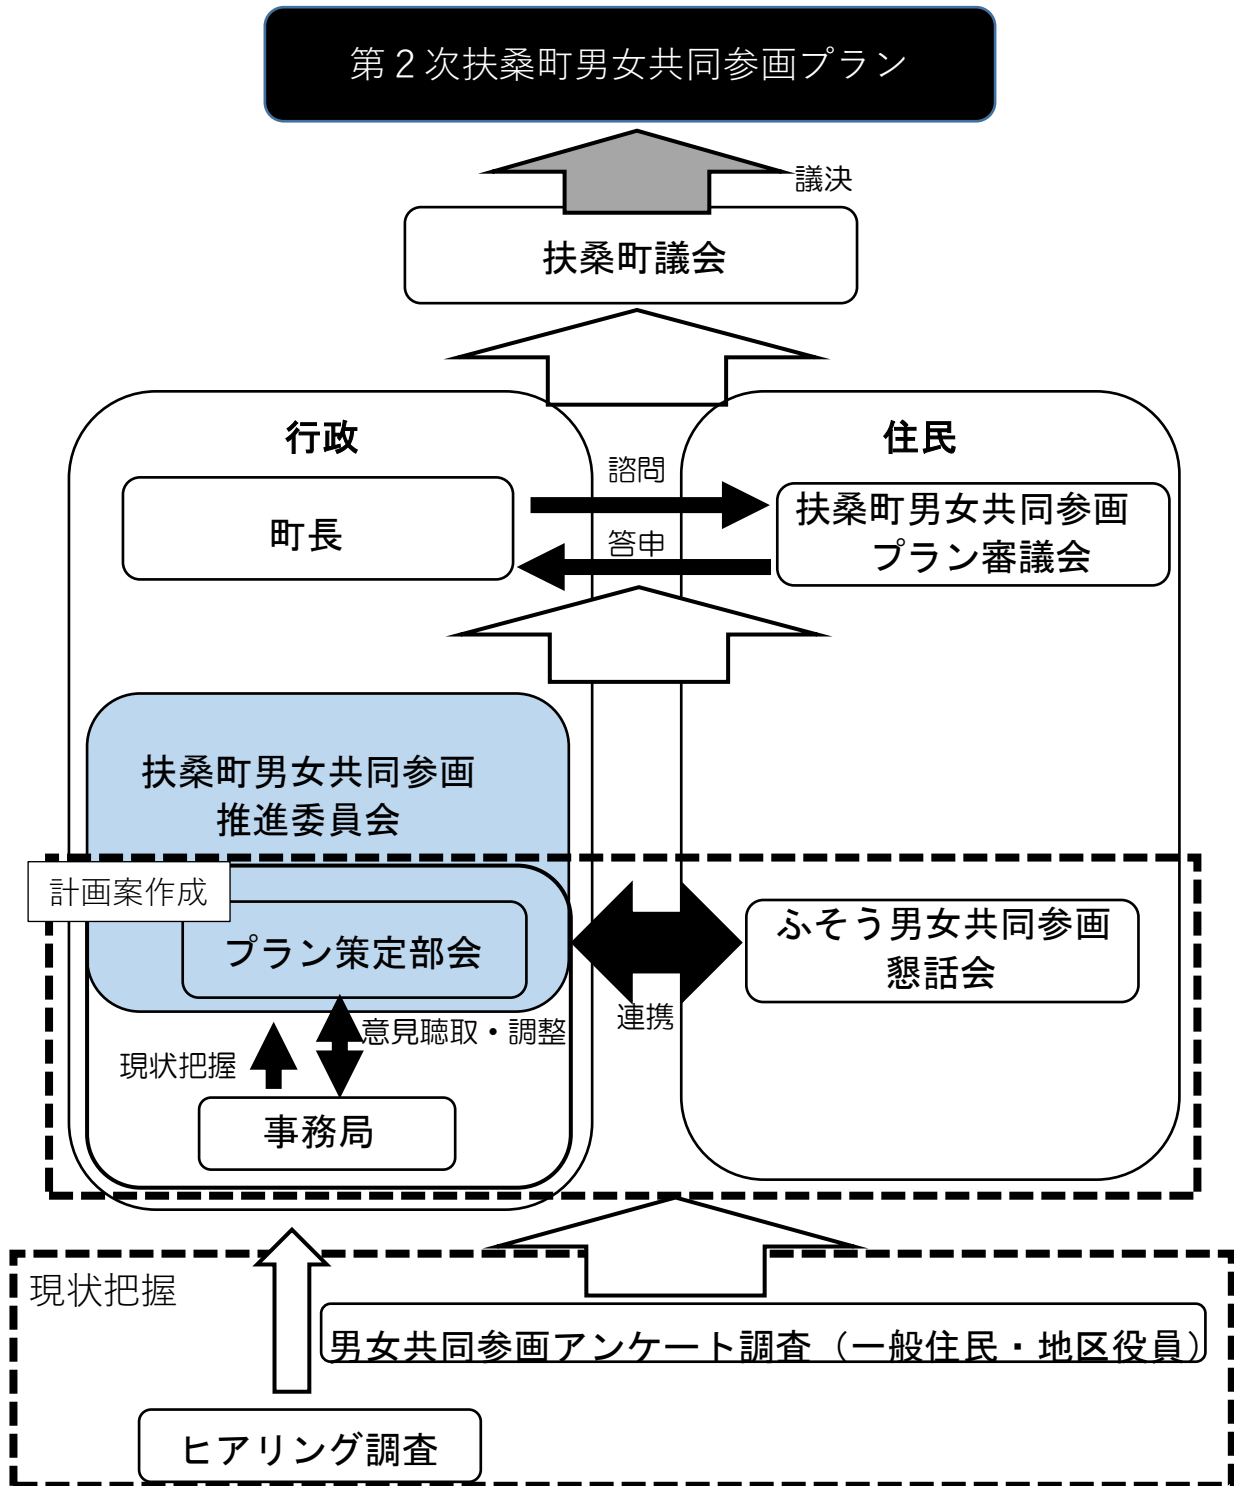 第２次扶桑町男女共同参画プラン
議決
扶桑町議会
行政
住民
諮問
町長
扶桑町男女共同参画
プラン審議会
答申
扶桑町男女共同参画
推進委員会
計画案作成
プラン策定部会
ふそう男女共同参画
懇話会
連携
意見聴取・調整
現状把握
事務局
現状把握
男女共同参画アンケート調査（一般住民・地区役員）
ヒアリング調査